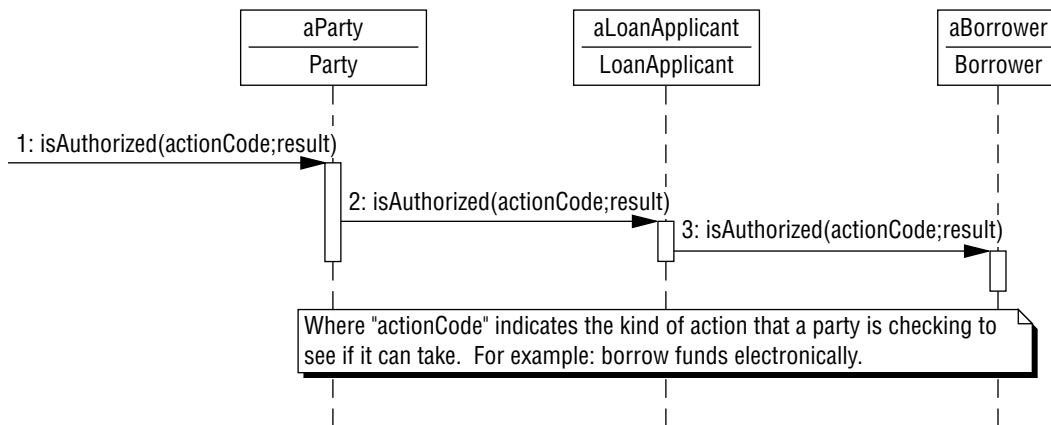 aParty
Party
aLoanApplicant
LoanApplicant
aBorrower
Borrower
1: isAuthorized(actionCode;result)
2: isAuthorized(actionCode;result)
3: isAuthorized(actionCode;result)
Where "actionCode" indicates the kind of action that a party is checking to
see if it can take. For example: borrow funds electronically.